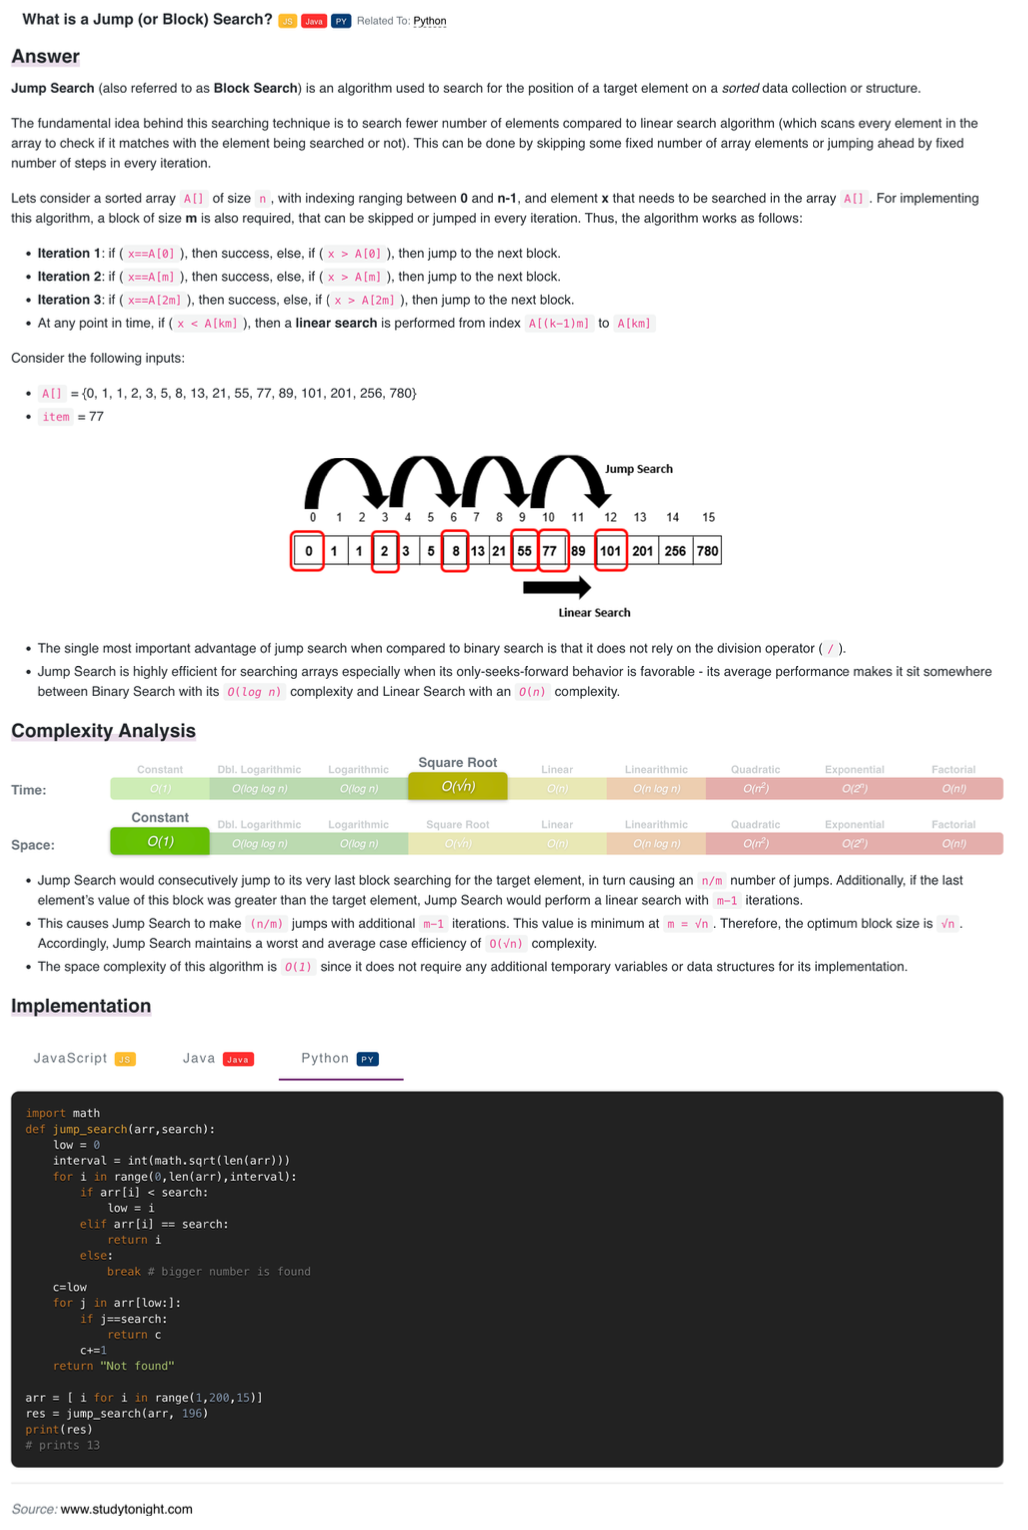 What is a Jump (or Block) Search? JS Java PY Related To: Python
Answer
Jump Search (also referred to as Block Search) is an algorithm used to search for the position of a target element on a sorted data collection or structure.
The fundamental idea behind this searching technique is to search fewer number of elements compared to linear search algorithm (which scans every element in the
array to check if it matches with the element being searched or not). This can be done by skipping some fixed number of array elements or jumping ahead by fixed
number of steps in every iteration.
Lets consider a sorted array A[] of size n, with indexing ranging between 0 and n-1, and element x that needs to be searched in the array A[]. For implementing
this algorithm, a block of size m is also required, that can be skipped or jumped in every iteration. Thus, the algorithm works as follows:
• Iteration 1: if ( x==A[0] ), then success, else, if ( x > A[0] ), then jump to the next block.
• Iteration 2: if ( x==A[m] ), then success, else, if ( x > A[m] ), then jump to the next block.
• Iteration 3: if ( x==A[2m] ), then success, else, if ( x > A[2m] ), then jump to the next block.
• At any point in time, if ( x < A[km] ), then a linear search is performed from index A[(k-1)m] to A[km]
Consider the following inputs:
• A[] = {0, 1, 1, 2, 3, 5, 8, 13, 21, 55, 77, 89, 101, 201, 256, 780}
• item = 77
Jump Search
0 1 2 3 4 5 6 7 8 9 10 11 12 13 14 15
0 1 1 2 3 5 8 13 21 55 77 89 101 201 256 780
Linear Search
• The single most important advantage of jump search when compared to binary search is that it does not rely on the division operator ( / ).
• Jump Search is highly efficient for searching arrays especially when its only-seeks-forward behavior is favorable - its average performance makes it sit somewhere
between Binary Search with its O(log n) complexity and Linear Search with an O(n) complexity.
Complexity Analysis
Constant Dbl. Logarithmic Logarithmic Square Root Linear Linearithmic Quadratic Exponential Factorial
Time: O(1) O(log log n) O(log n) O(√n) O(n) O(n log n) O(n²) O(2ⁿ) O(n!)
Constant Dbl. Logarithmic Logarithmic Square Root Linear Linearithmic Quadratic Exponential Factorial
Space: O(1) O(log log n) O(log n) O(√n) O(n) O(n log n) O(n²) O(2ⁿ) O(n!)
• Jump Search would consecutively jump to its very last block searching for the target element, in turn causing an n/m number of jumps. Additionally, if the last
element's value of this block was greater than the target element, Jump Search would perform a linear search with m-1 iterations.
• This causes Jump Search to make (n/m) jumps with additional m-1 iterations. This value is minimum at m = √n. Therefore, the optimum block size is √n.
Accordingly, Jump Search maintains a worst and average case efficiency of O(√n) complexity.
• The space complexity of this algorithm is O(1) since it does not require any additional temporary variables or data structures for its implementation.
Implementation
JavaScript JS Java Java Python PY
import math
def jump_search(arr,search):
    low = 0
    interval = int(math.sqrt(len(arr)))
    for i in range(0,len(arr),interval):
        if arr[i] < search:
            low = i
        elif arr[i] == search:
            return i
        else:
            break # bigger number is found
    c=low
    for j in arr[low:]:
        if j==search:
            return c
        c+=1
    return "Not found"
arr = [ i for i in range(1,200,15)]
res = jump_search(arr, 196)
print(res)
# prints 13
Source: www.studytonight.com